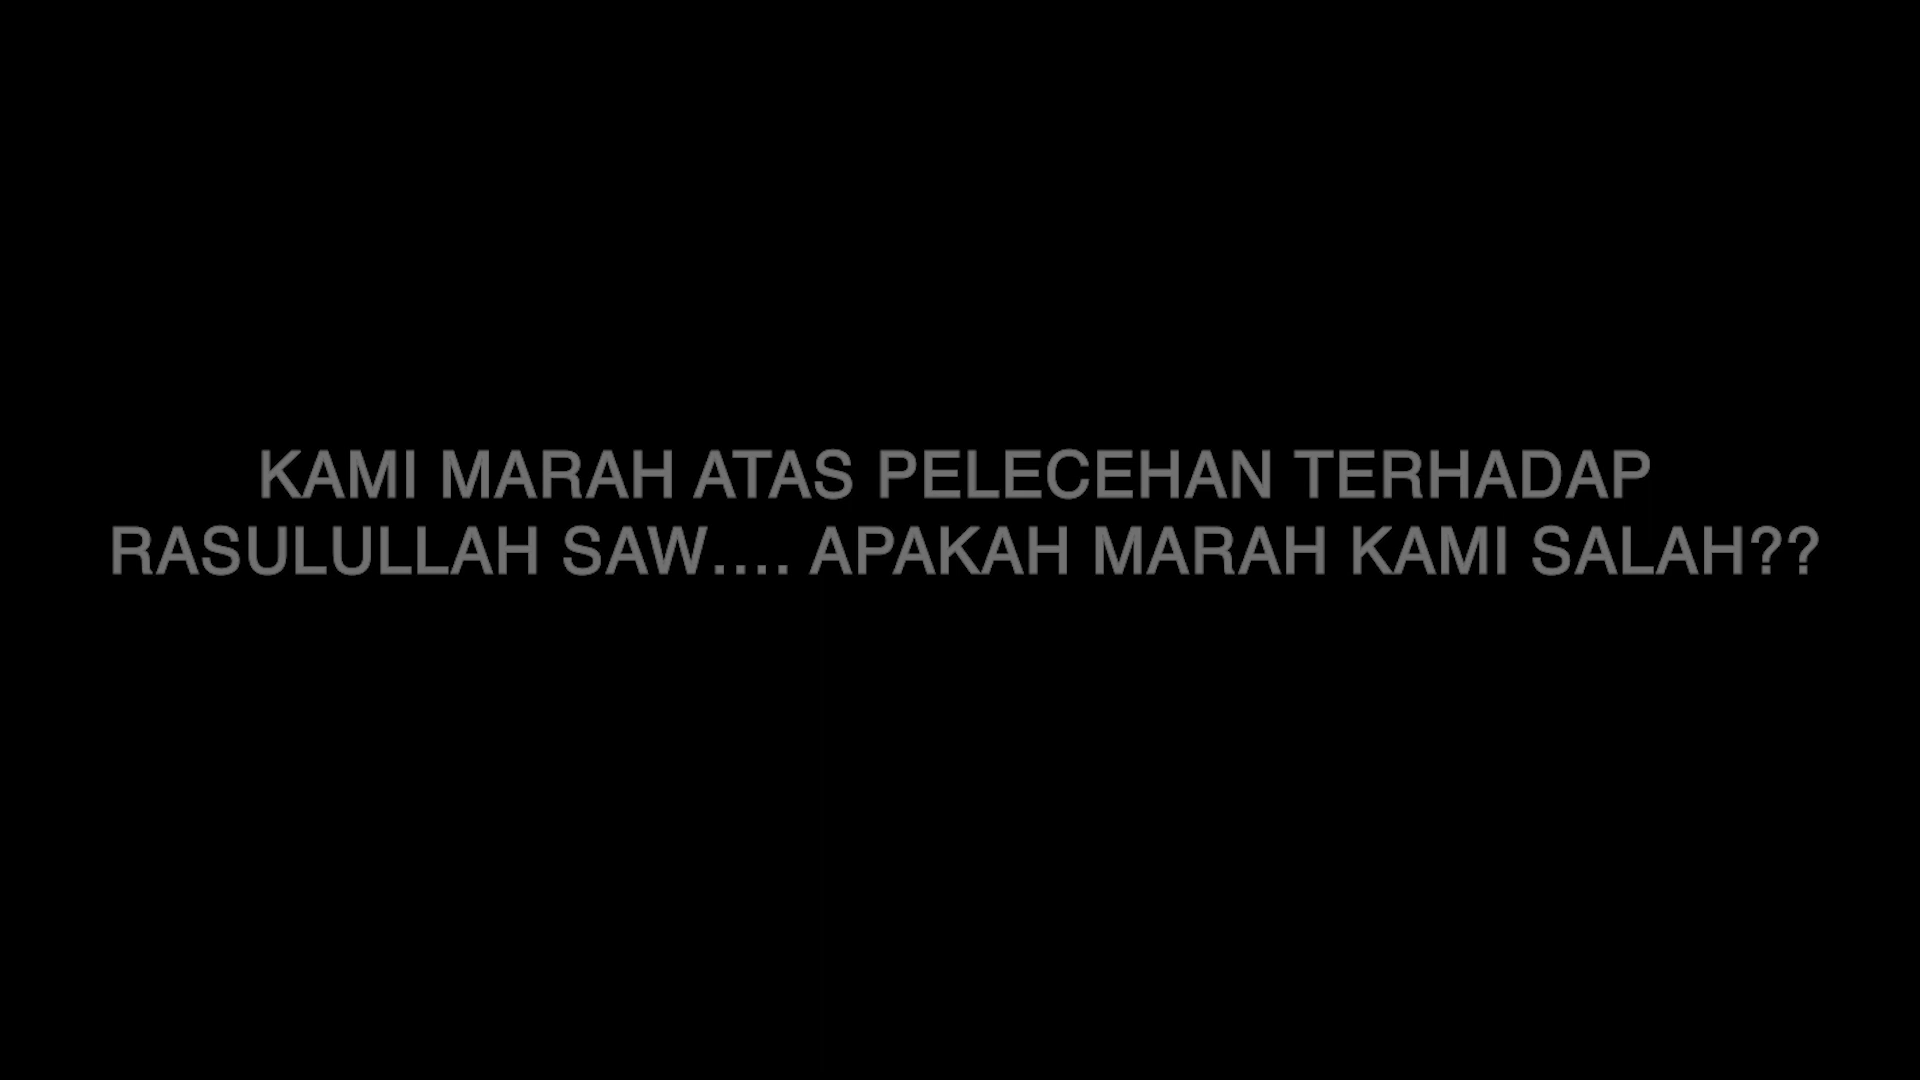 KAMI MARAH ATAS PELECEHAN TERHADAP
RASULULLAH SAW.... APAKAH MARAH KAMI SALAH??